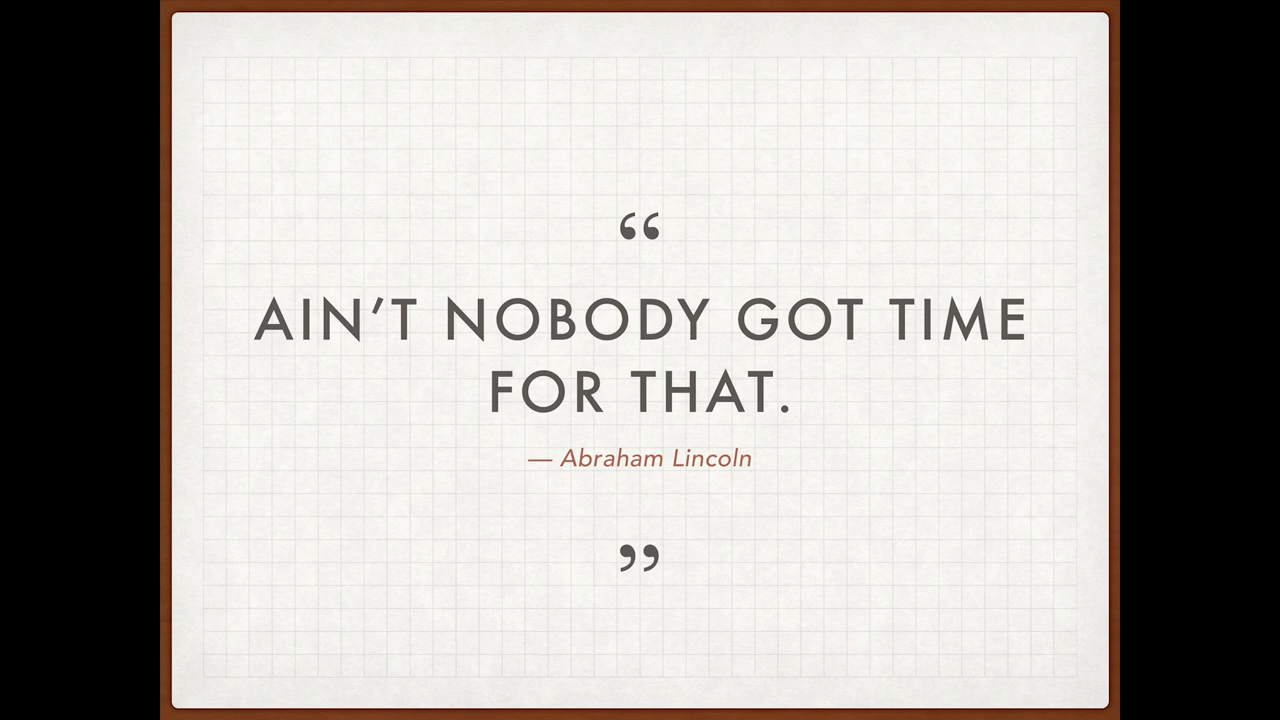 “
AIN’T NOBODY GOT TIME
FOR THAT.
— Abraham Lincoln
”